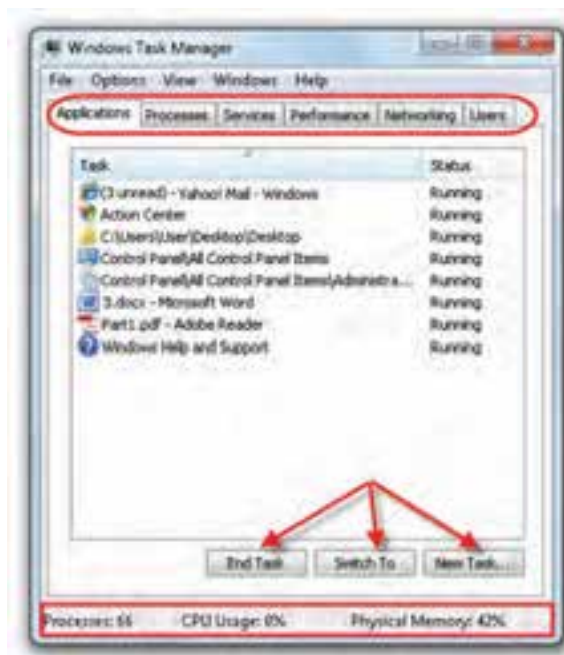 Windows Task Manager
File Options View Windows Help
Applications Processes Services Performance Networking Users
Task Status
(3 unread) - Yahoo! Mail - Windows Running
Action Center Running
C:\Users\User\Desktop\Desktop Running
Control Panel\All Control Panel Items Running
Control Panel\All Control Panel Items\Administra... Running
3.docx - Microsoft Word Running
Part1.pdf - Adobe Reader Running
Windows Help and Support Running
End Task Switch To New Task...
Processes: 66 CPU Usage: 0% Physical Memory: 42%